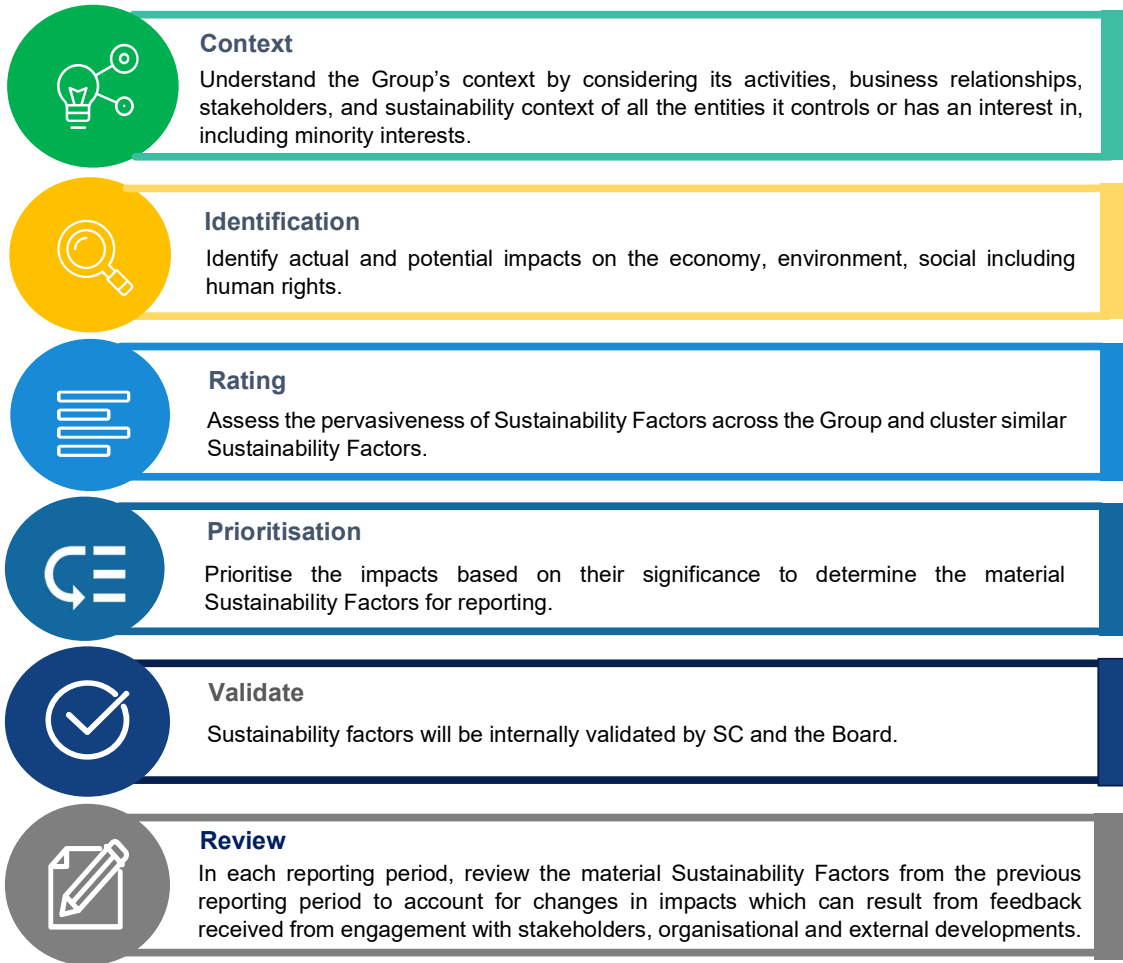 Context
Understand the Group’s context by considering its activities, business relationships,
stakeholders, and sustainability context of all the entities it controls or has an interest in,
including minority interests.
Identification
Identify actual and potential impacts on the economy, environment, social including
human rights.
Rating
Assess the pervasiveness of Sustainability Factors across the Group and cluster similar
Sustainability Factors.
Prioritisation
Prioritise the impacts based on their significance to determine the material
Sustainability Factors for reporting.
Validate
Sustainability factors will be internally validated by SC and the Board.
Review
In each reporting period, review the material Sustainability Factors from the previous
reporting period to account for changes in impacts which can result from feedback
received from engagement with stakeholders, organisational and external developments.